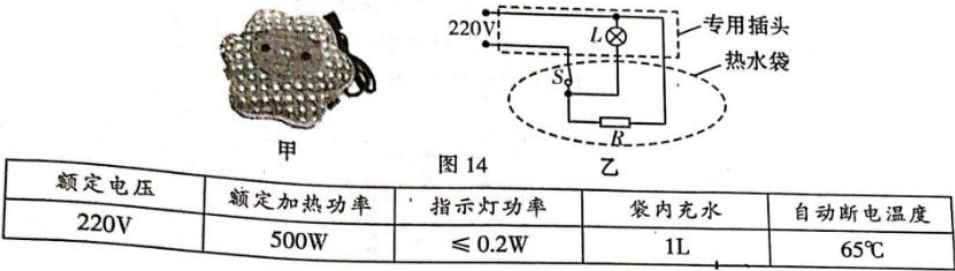 220V
L
专用插头
热水袋
S
R
甲
图 14
乙
额定电压 额定加热功率 指示灯功率 袋内充水 自动断电温度
220V 500W ≤ 0.2W 1L 65℃